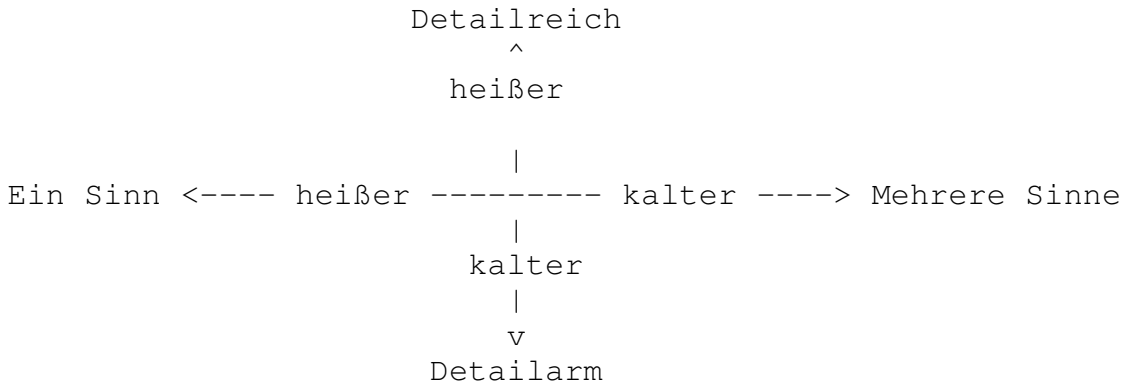 Detailreich
^
heißer
|
Ein Sinn <---- heißer --------- kalter ----> Mehrere Sinne
|
kalter
|
v
Detailarm